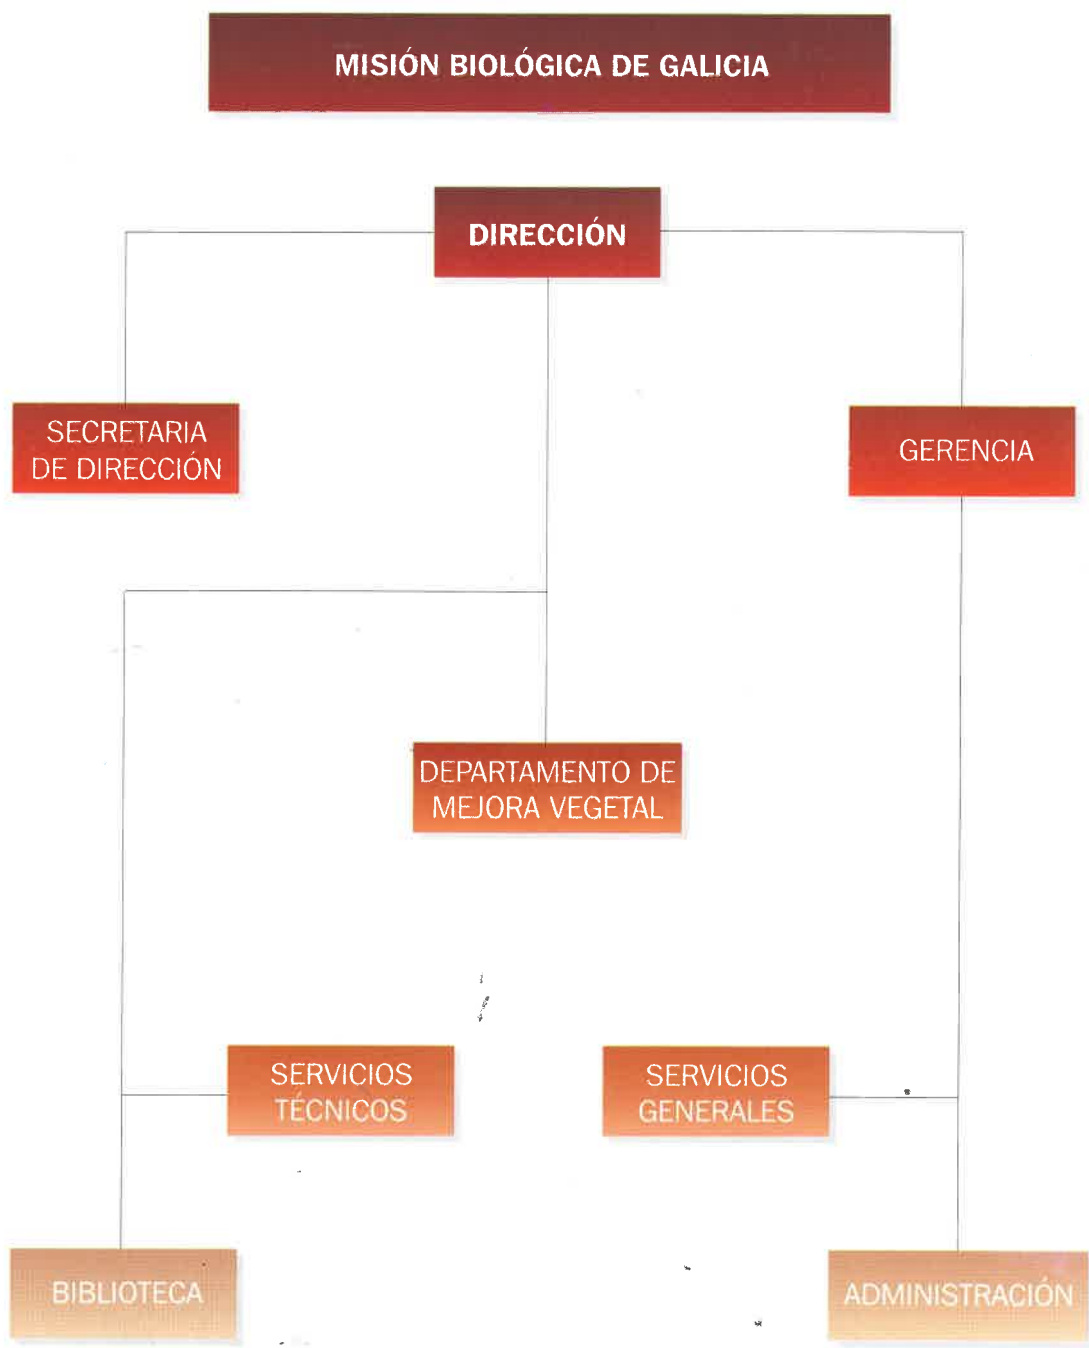 MISIÓN BIOLÓGICA DE GALICIA
DIRECCIÓN
SECRETARIA
DE DIRECCIÓN
GERENCIA
DEPARTAMENTO DE
MEJORA VEGETAL
SERVICIOS
TÉCNICOS
SERVICIOS
GENERALES
BIBLIOTECA
ADMINISTRACIÓN